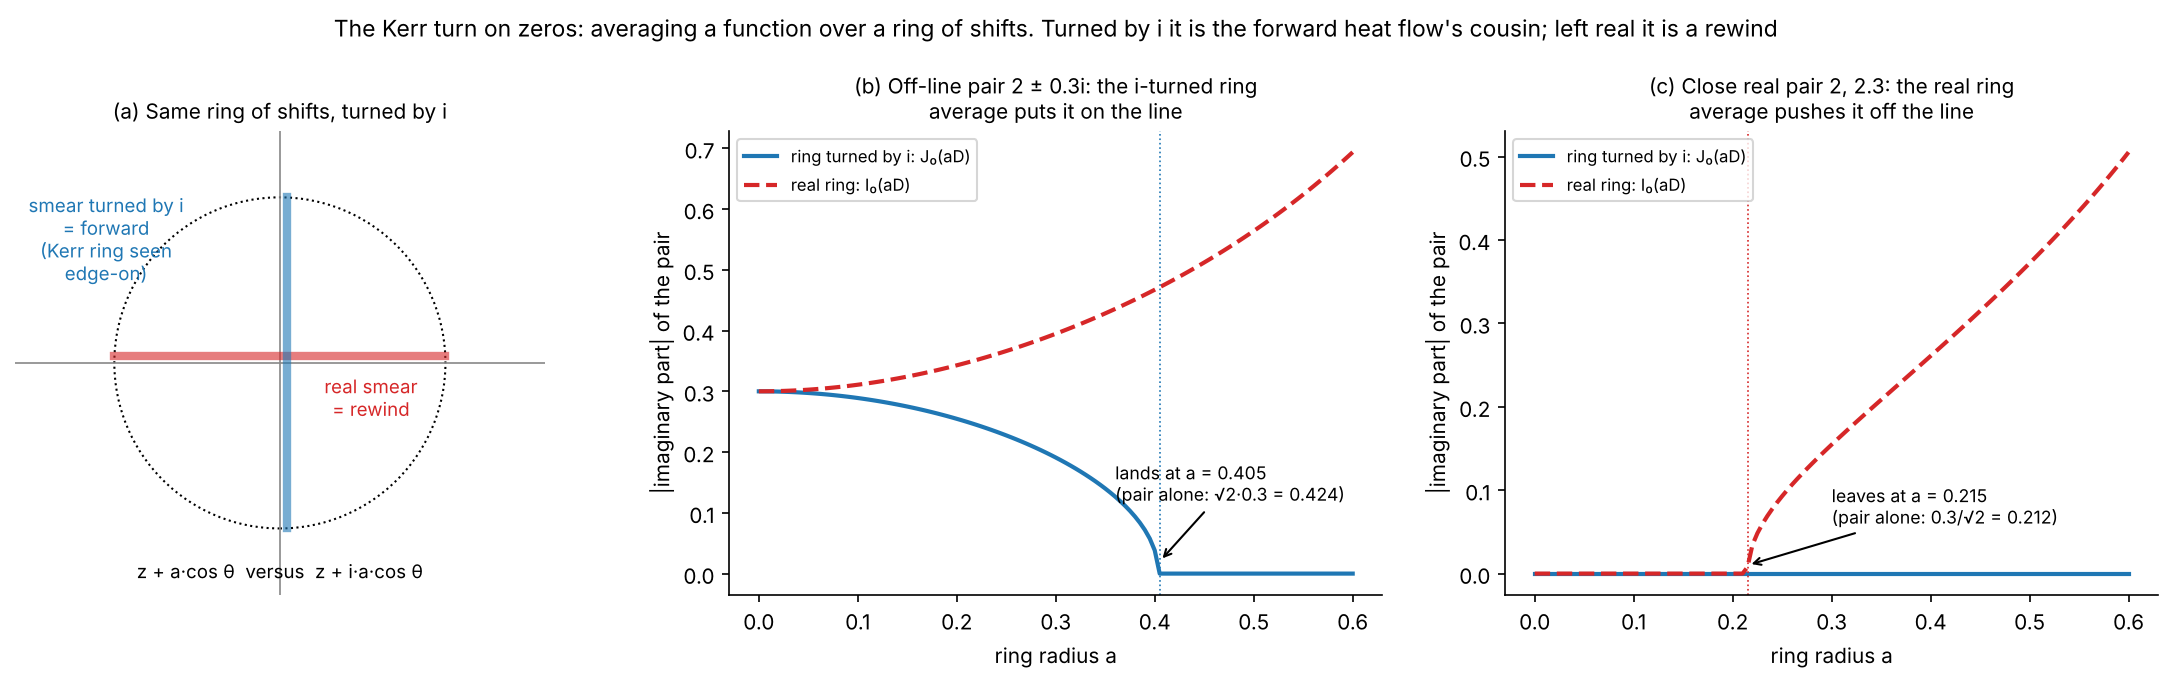 The Kerr turn on zeros: averaging a function over a ring of shifts. Turned by i it is the forward heat flow's cousin; left real it is a rewind
(a) Same ring of shifts, turned by i
smear turned by i
= forward
(Kerr ring seen
edge-on)
real smear
= rewind
z + a·cos θ  versus  z + i·a·cos θ
(b) Off-line pair 2 ± 0.3i: the i-turned ring
average puts it on the line
ring turned by i: J₀(aD)
real ring: I₀(aD)
|imaginary part| of the pair
0.7
0.6
0.5
0.4
0.3
0.2
0.1
0.0
lands at a = 0.405
(pair alone: √2·0.3 = 0.424)
0.0 0.1 0.2 0.3 0.4 0.5 0.6
ring radius a
(c) Close real pair 2, 2.3: the real ring
average pushes it off the line
ring turned by i: J₀(aD)
real ring: I₀(aD)
|imaginary part| of the pair
0.5
0.4
0.3
0.2
0.1
0.0
leaves at a = 0.215
(pair alone: 0.3/√2 = 0.212)
0.0 0.1 0.2 0.3 0.4 0.5 0.6
ring radius a